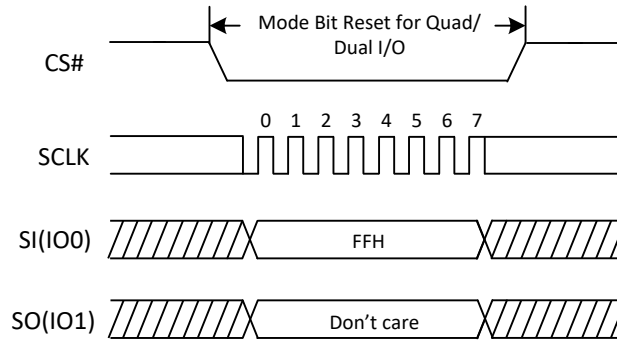 Mode Bit Reset for Quad/
Dual I/O
CS#
0 1 2 3 4 5 6 7
SCLK
SI(IO0)
FFH
SO(IO1)
Don't care